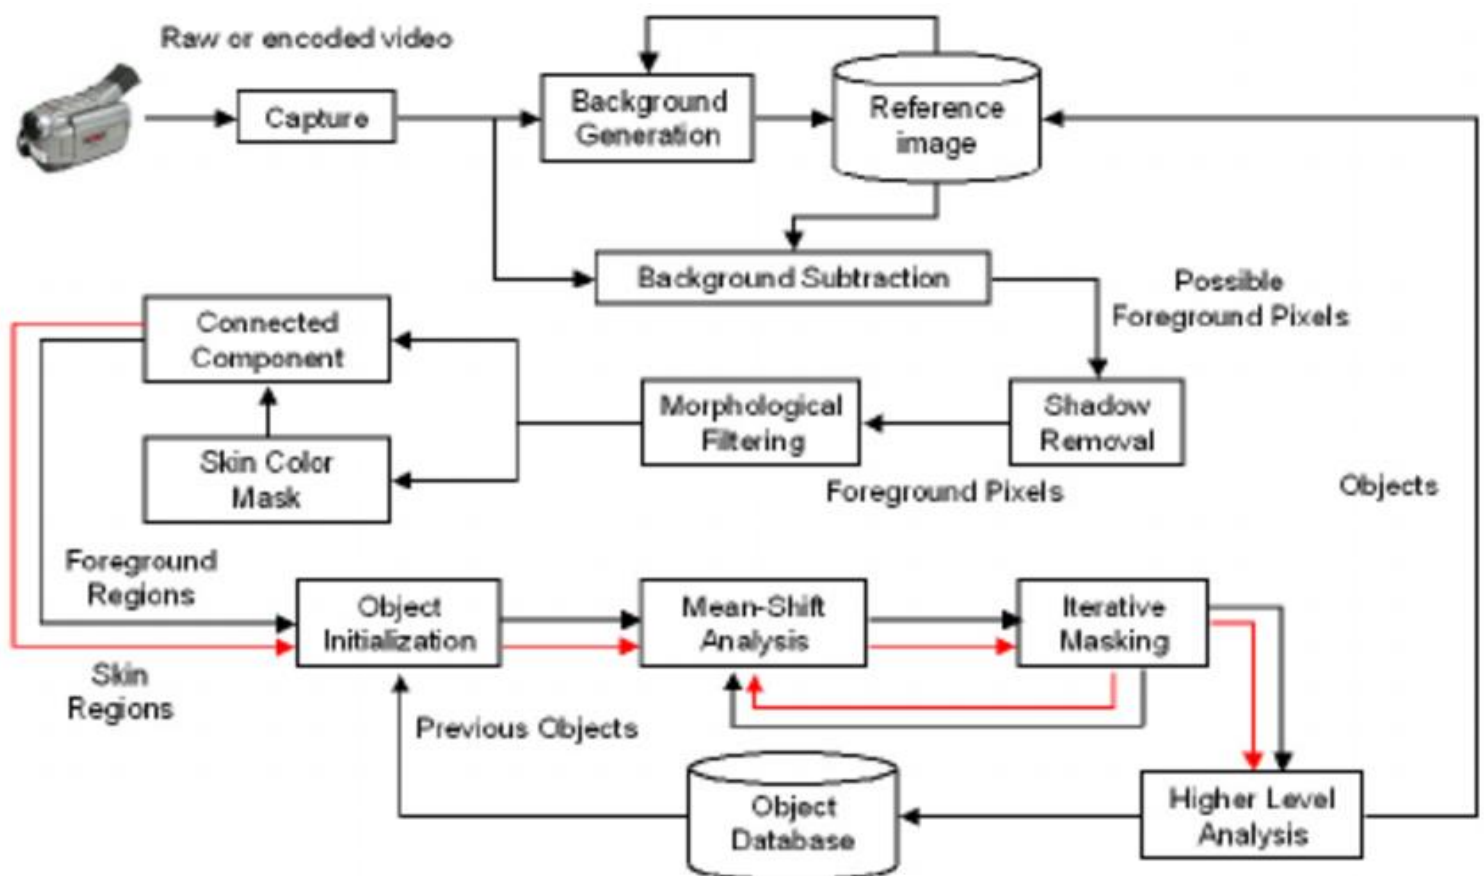 Raw or encoded video
Capture
Background
Generation
Reference
image
Background Subtraction
Possible
Foreground Pixels
Connected
Component
Morphological
Filtering
Shadow
Removal
Skin Color
Mask
Foreground Pixels
Objects
Foreground
Regions
Object
Initialization
Mean-Shift
Analysis
Iterative
Masking
Skin
Regions
Previous Objects
Object
Database
Higher Level
Analysis